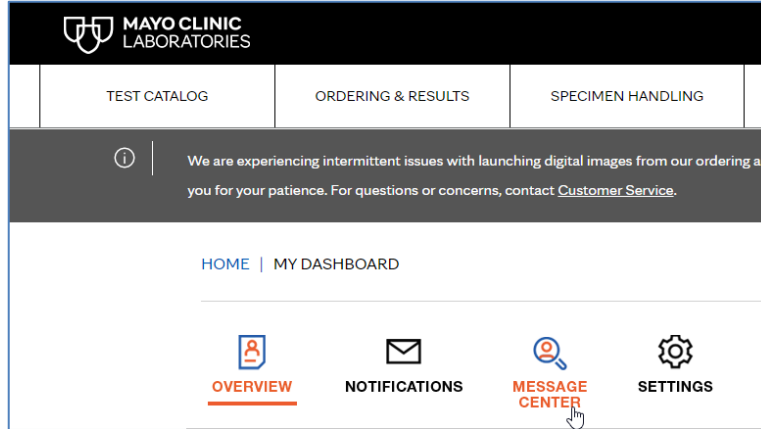 MAYO CLINIC
LABORATORIES
TEST CATALOG
ORDERING & RESULTS
SPECIMEN HANDLING
We are experiencing intermittent issues with launching digital images from our ordering a
you for your patience. For questions or concerns, contact Customer Service.
HOME | MY DASHBOARD
OVERVIEW
NOTIFICATIONS
MESSAGE
CENTER
SETTINGS